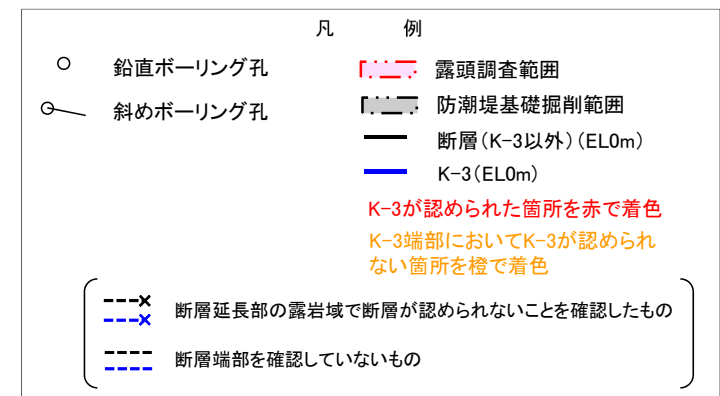 凡 例
鉛直ボーリング孔
露頭調査範囲
斜めボーリング孔
防潮堤基礎掘削範囲
断層(K-3以外)(EL0m)
K-3(EL0m)
K-3が認められた箇所を赤で着色
K-3端部においてK-3が認められ
ない箇所を橙で着色
断層延長部の露岩域で断層が認められないことを確認したもの
断層端部を確認していないもの